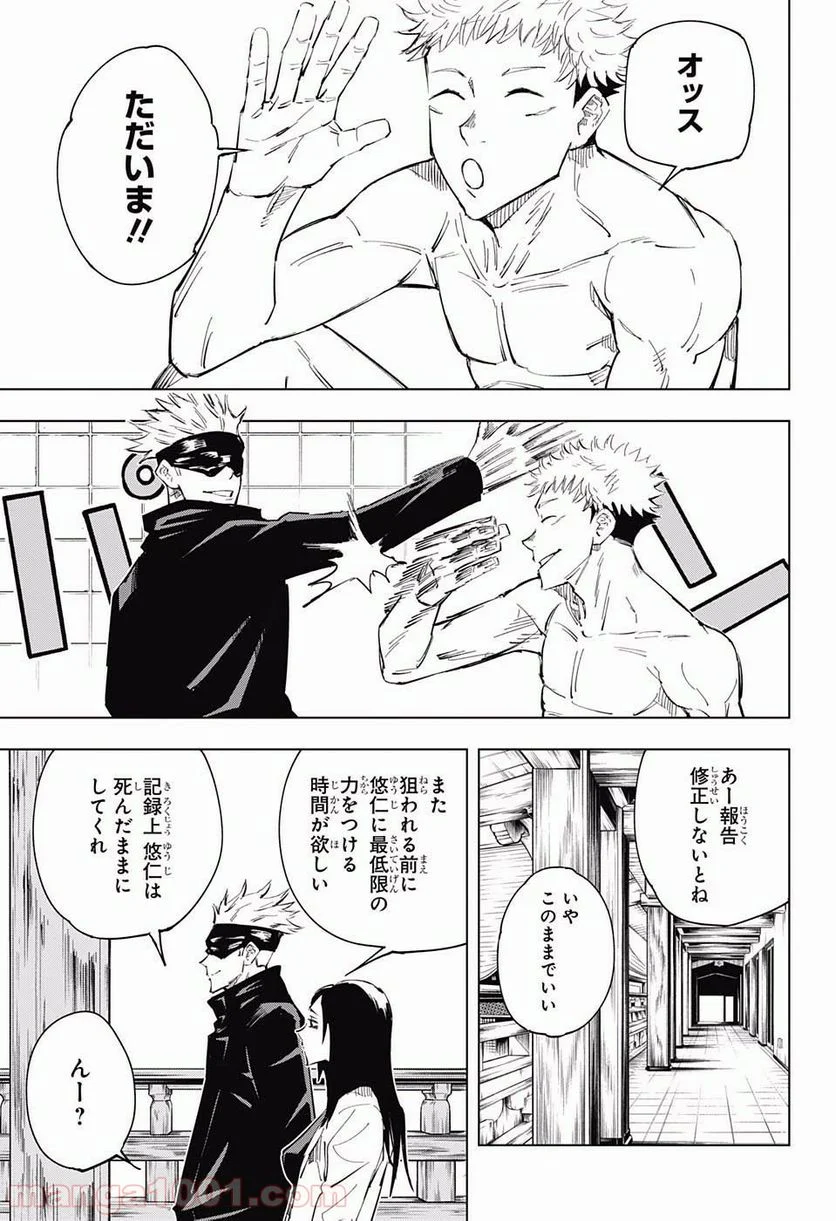 オッス
ただいま!!
あー報告
修正しないとね
いや
このままでいい
また
狙われる前に
悠仁に最低限の
力をつける
時間が欲しい
記録上 悠仁は
死んだままに
してくれ
んー?
manga1001.com